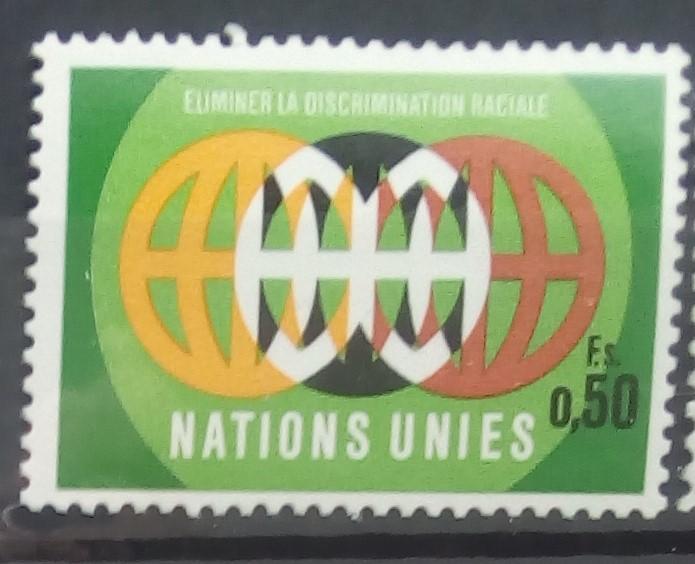 ELIMINER LA DISCRIMINATION RACIALE
F.s.
0,50
NATIONS UNIES